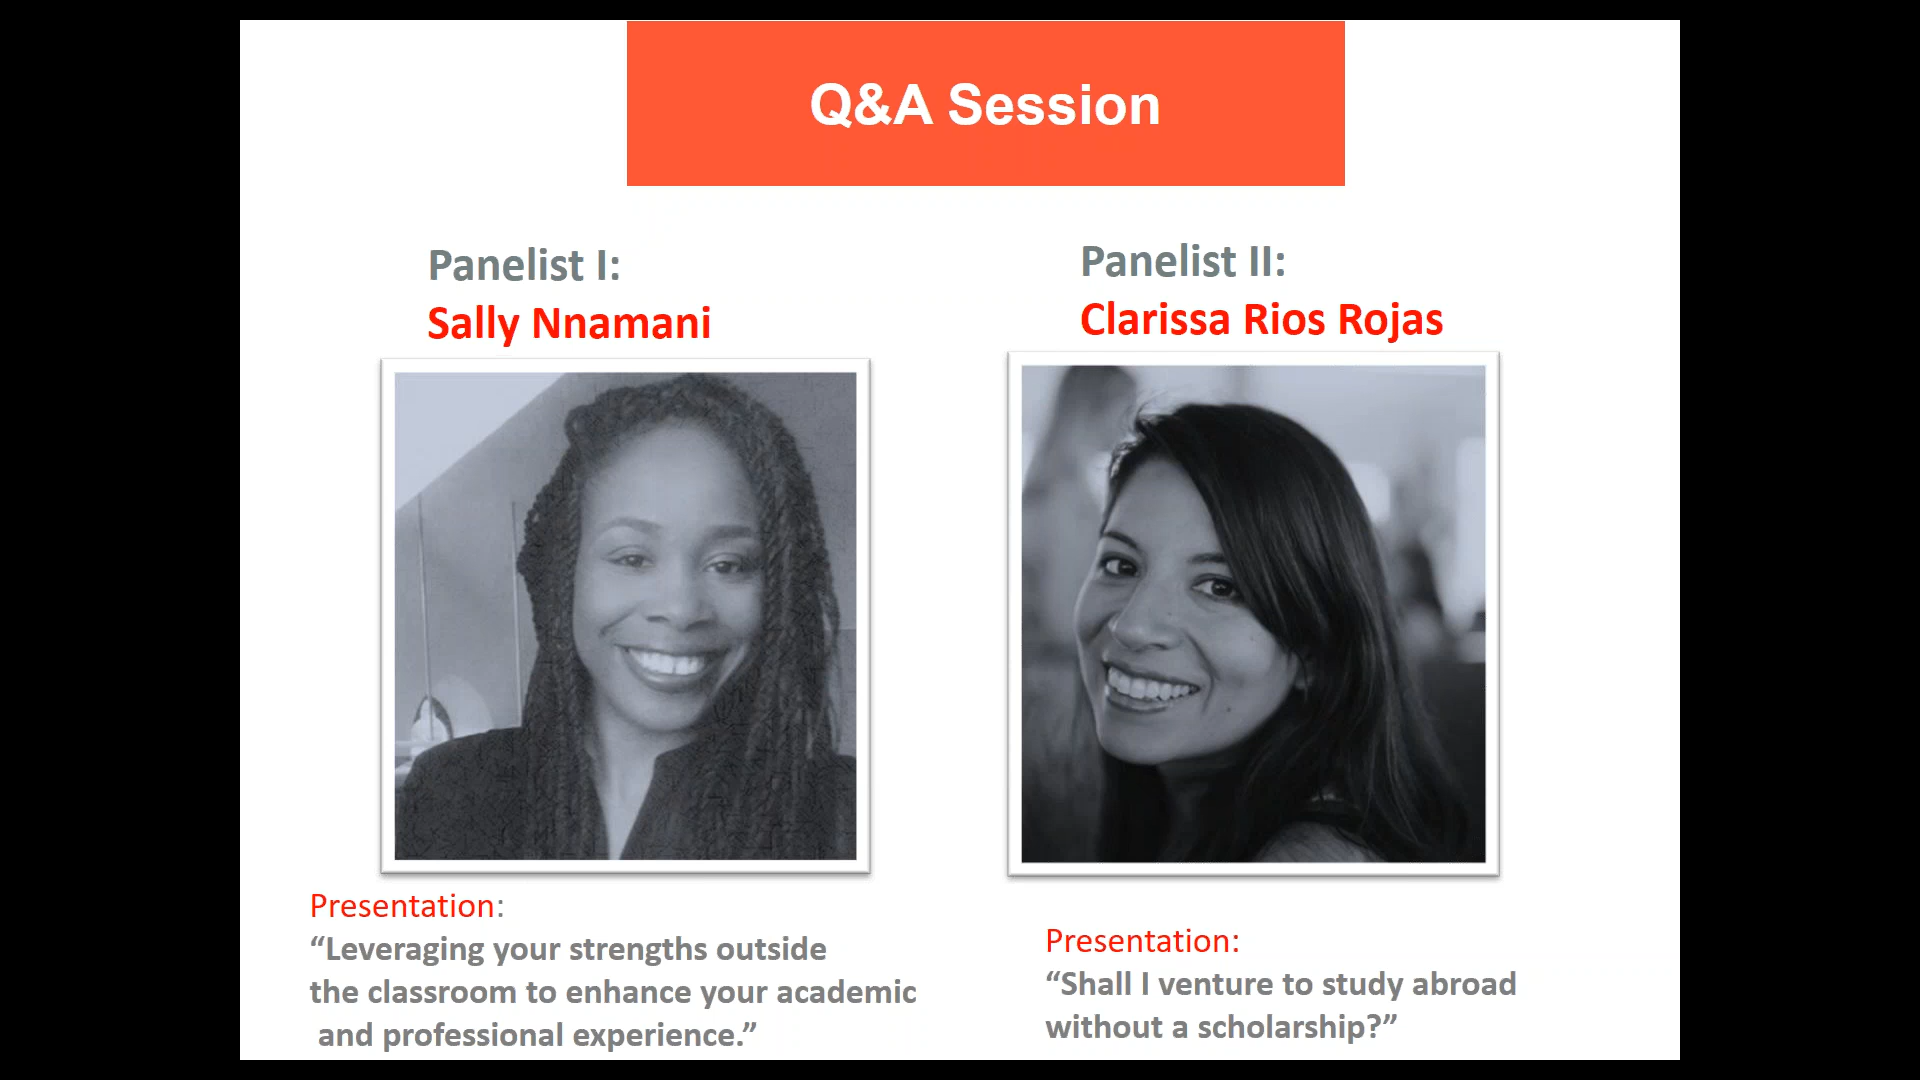 Q&A Session
Panelist I:
Sally Nnamani
Panelist II:
Clarissa Rios Rojas
Presentation:
“Leveraging your strengths outside
the classroom to enhance your academic
and professional experience.”
Presentation:
“Shall I venture to study abroad
without a scholarship?”